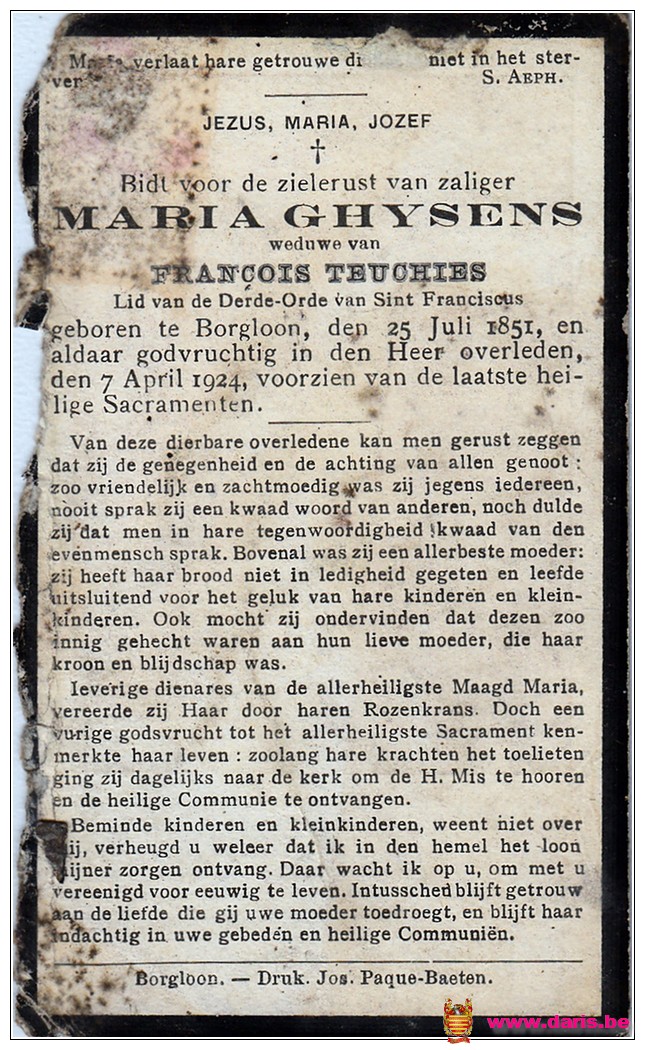 Maria verlaat hare getrouwe niet in het ster-
S. AEPH.
JEZUS, MARIA, JOZEF
Bidt voor de zielerust van zaliger
MARIA GHYSENS
weduwe van
FRANÇOIS TEUCHIES
Lid van de Derde-Orde van Sint Franciscus
geboren te Borgloon, den 25 Juli 1851, en
aldaar godvruchtig in den Heer overleden,
den 7 April 1924, voorzien van de laatste hei-
lige Sacramenten.
Van deze dierbare overledene kan men gerust zeggen
dat zij de genegenheid en de achting van allen genoot :
zoo vriendelijk en zachtmoedig was zij jegens iedereen,
nooit sprak zij een kwaad woord van anderen, noch dulde
zij dat men in hare tegenwoordigheid kwaad van den
evenmensch sprak. Bovenal was zij een allerbeste moeder:
zij heeft haar brood niet in ledigheid gegeten en leefde
uitsluitend voor het geluk van hare kinderen en klein-
kinderen. Ook mocht zij ondervinden dat dezen zoo
innig gehecht waren aan hun lieve moeder, die haar
kroon en blijdschap was.
Ieverige dienares van de allerheiligste Maagd Maria,
vereerde zij Haar door haren Rozenkrans. Doch een
vurige godsvrucht tot het allerheiligste Sacrament ken-
merkte haar leven : zoolang hare krachten het toelieten
ging zij dagelijks naar de kerk om de H. Mis te hooren
en de heilige Communie te ontvangen.
Beminde kinderen en kleinkinderen, weent niet over
mij, verheugd u weleer dat ik in den hemel het loon
mijner zorgen ontvang. Daar wacht ik op u, om met u
vereenigd voor eeuwig te leven. Intusschen blijft getrouw
aan de liefde die gij uwe moeder toedroegt, en blijft haar
indachtig in uwe gebeden en heilige Communiën.
Borgloon. — Druk. Jos. Paque-Baeten.
www.daris.be